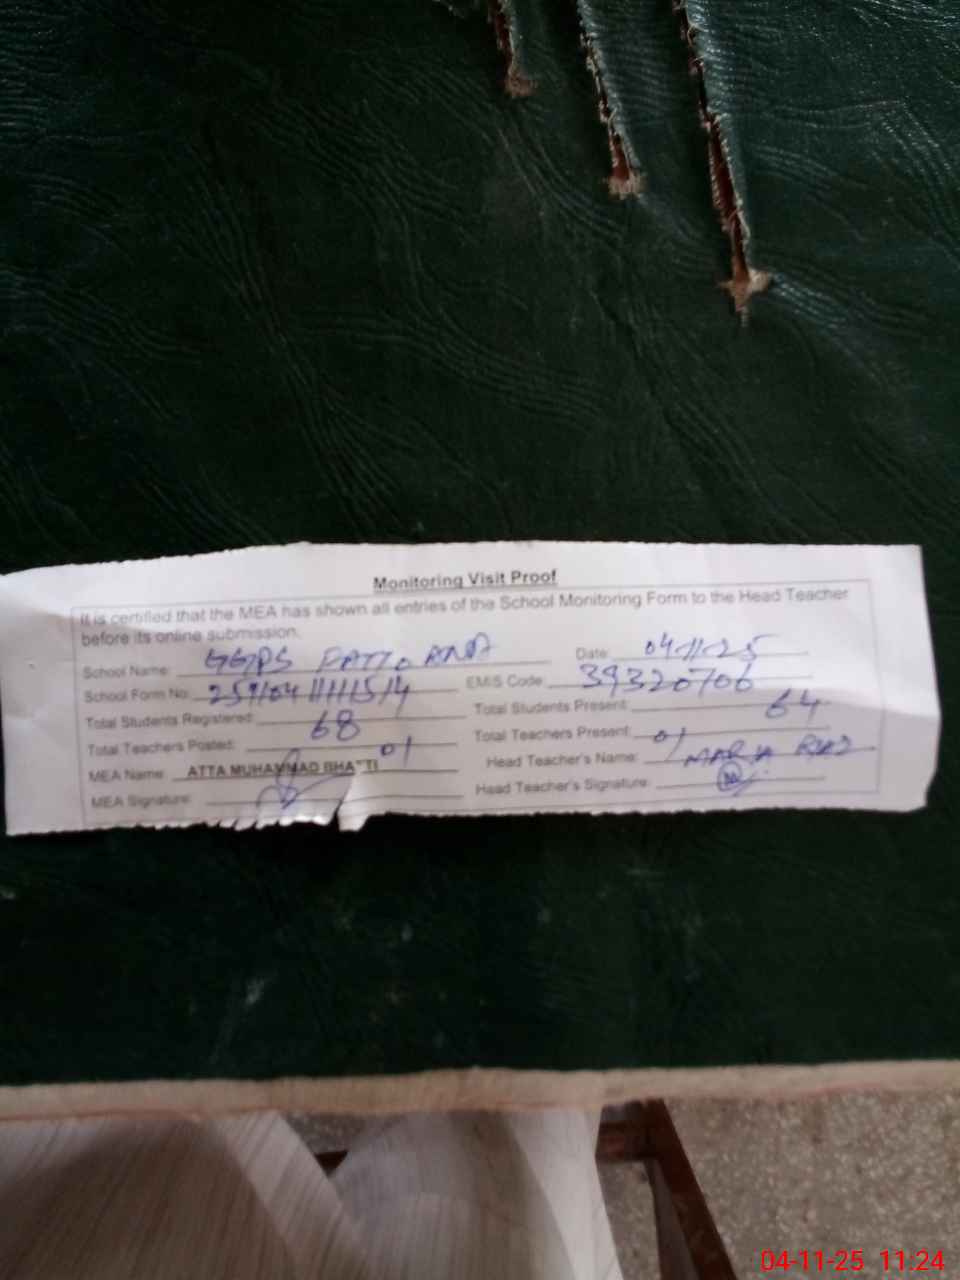 Monitoring Visit Proof
It is certified that the MEA has shown all entries of the School Monitoring Form to the Head Teacher
before its online submission.
School Name: GGPS Date: 04-11-25
School Form No: EMIS Code: 39320706
Total Students Registered: 68 Total Students Present: 64
Total Teachers Posted: 01 Total Teachers Present: 01
MEA Name: ATTA MUHAMMAD BHATTI Head Teacher's Name: MARIA
MEA Signature: Head Teacher's Signature:
04-11-25 11:24